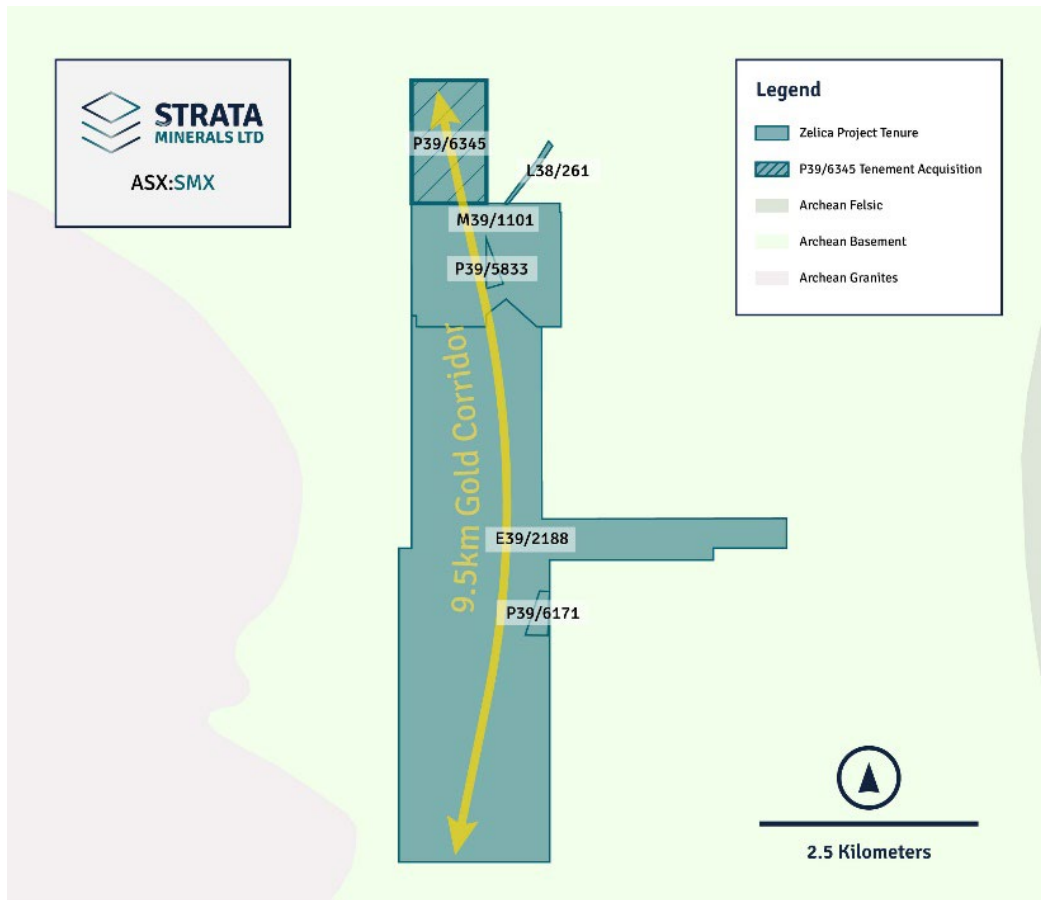 STRATA
MINERALS LTD
ASX:SMX
P39/6345
L38/261
M39/1101
P39/5833
9.5km Gold Corridor
E39/2188
P39/6171
Legend
Zelica Project Tenure
P39/6345 Tenement Acquisition
Archean Felsic
Archean Basement
Archean Granites
2.5 Kilometers